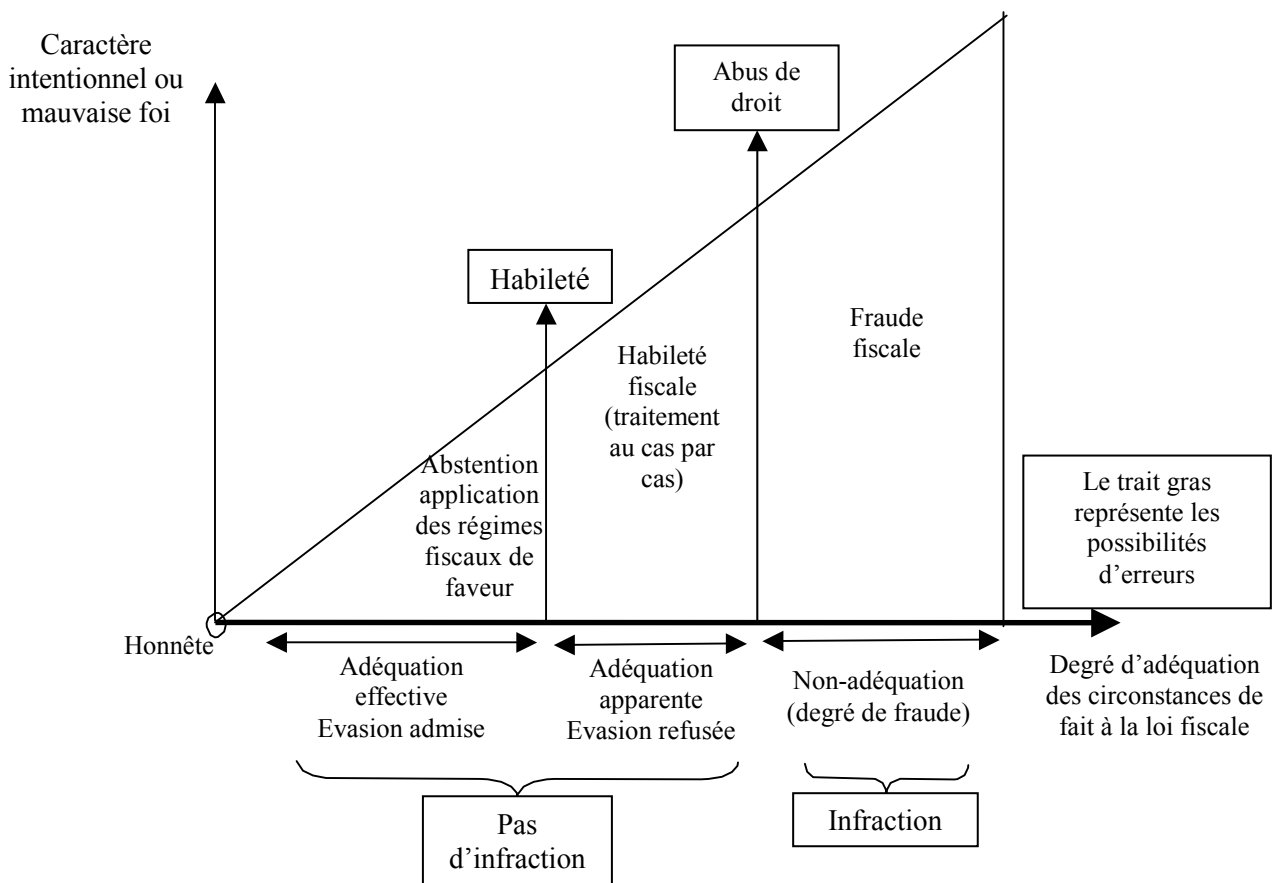 Caractère
intentionnel ou
mauvaise foi
Abus de
droit
Habileté
Fraude
fiscale
Habileté
fiscale
(traitement
au cas par
cas)
Abstention
application
des régimes
fiscaux de
faveur
Le trait gras
représente les
possibilités
d’erreurs
Honnête
Adéquation
effective
Evasion admise
Adéquation
apparente
Evasion refusée
Non-adéquation
(degré de fraude)
Degré d’adéquation
des circonstances de
fait à la loi fiscale
Pas
d’infraction
Infraction